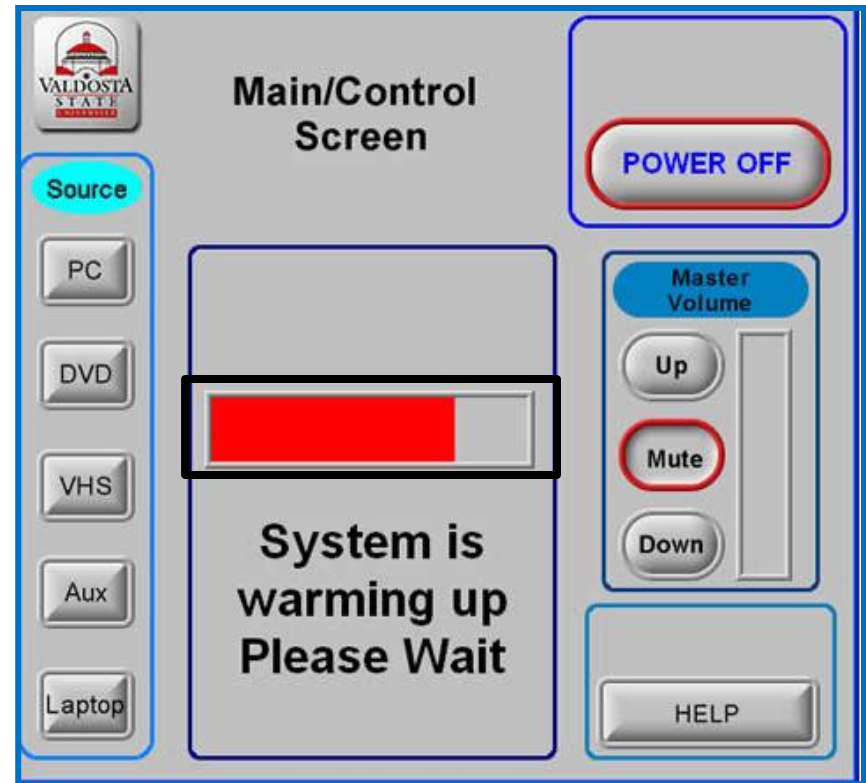 VALDOSTA
STATE
UNIVERSITY
Main/Control
Screen
POWER OFF
Source
PC
DVD
VHS
Aux
Laptop
System is
warming up
Please Wait
Master
Volume
Up
Mute
Down
HELP